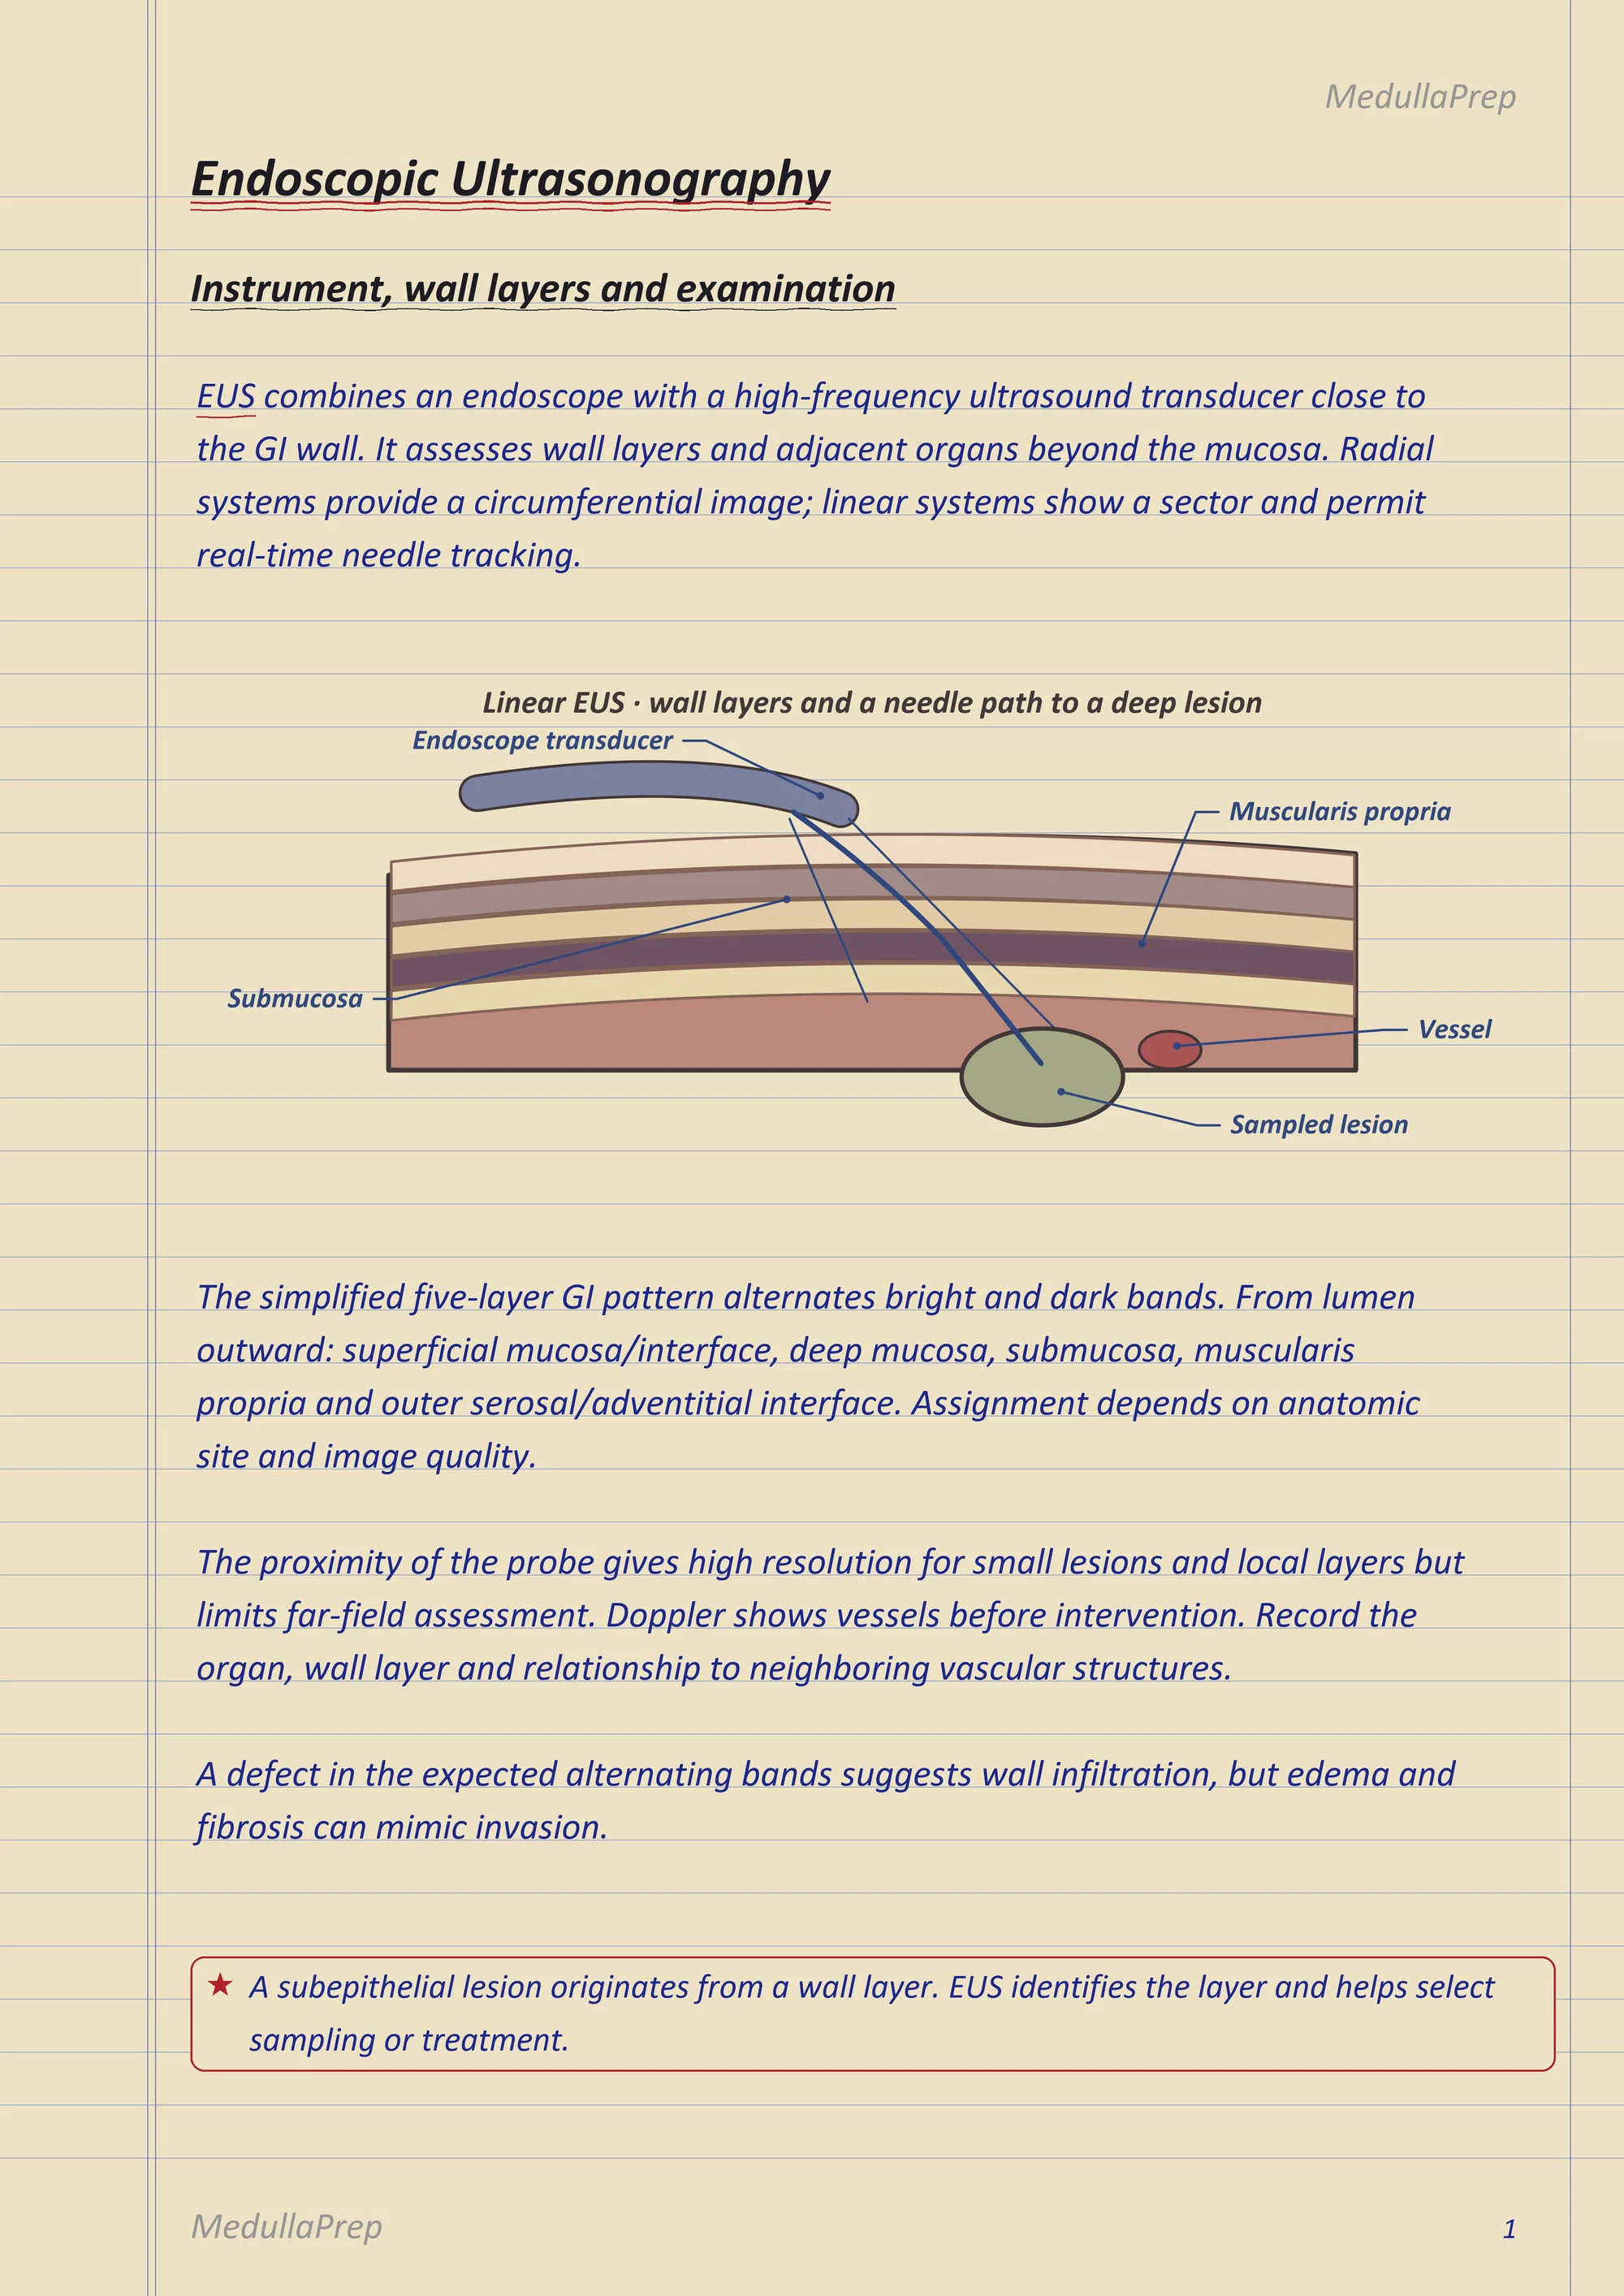 MedullaPrep
Endoscopic Ultrasonography
Instrument, wall layers and examination
EUS combines an endoscope with a high-frequency ultrasound transducer close to
the GI wall. It assesses wall layers and adjacent organs beyond the mucosa. Radial
systems provide a circumferential image; linear systems show a sector and permit
real-time needle tracking.
Linear EUS · wall layers and a needle path to a deep lesion
Endoscope transducer
Muscularis propria
Submucosa
Vessel
Sampled lesion
The simplified five-layer GI pattern alternates bright and dark bands. From lumen
outward: superficial mucosa/interface, deep mucosa, submucosa, muscularis
propria and outer serosal/adventitial interface. Assignment depends on anatomic
site and image quality.
The proximity of the probe gives high resolution for small lesions and local layers but
limits far-field assessment. Doppler shows vessels before intervention. Record the
organ, wall layer and relationship to neighboring vascular structures.
A defect in the expected alternating bands suggests wall infiltration, but edema and
fibrosis can mimic invasion.
★ A subepithelial lesion originates from a wall layer. EUS identifies the layer and helps select
sampling or treatment.
MedullaPrep
1